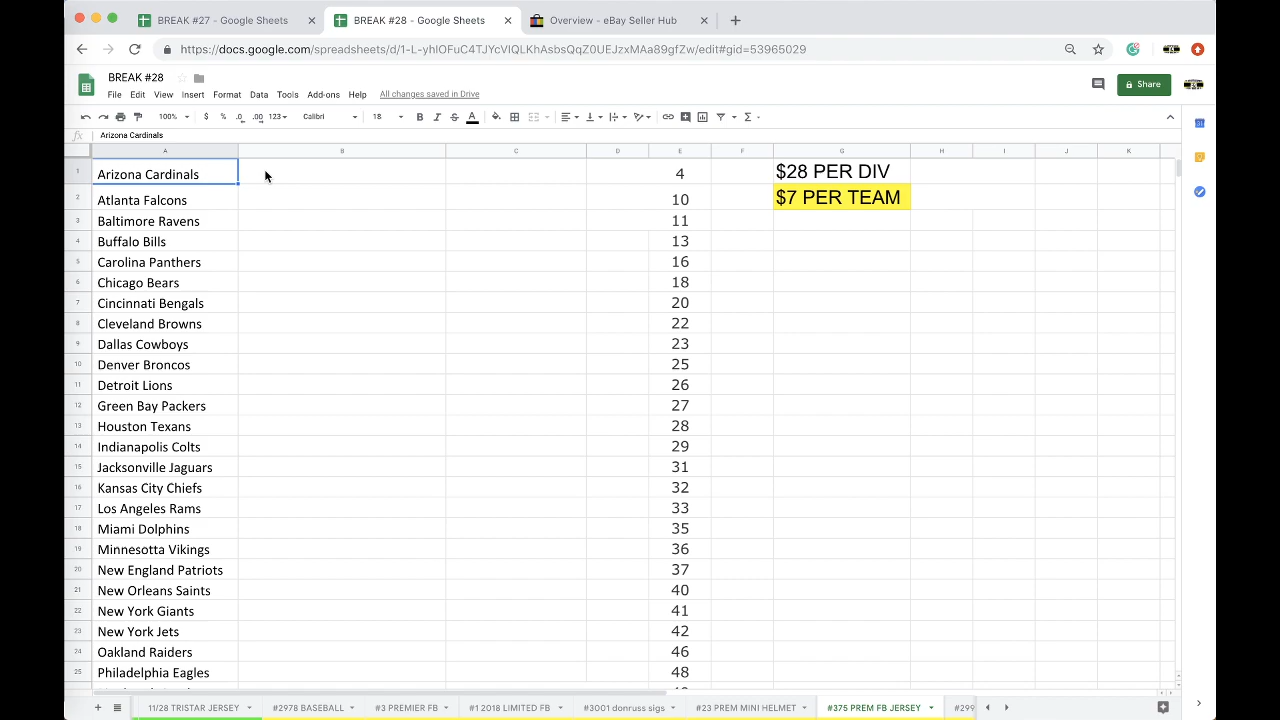 BREAK #27 - Google Sheets
BREAK #28 - Google Sheets
Overview - eBay Seller Hub
https://docs.google.com/spreadsheets/d/1-L-yhlOFuC4TJYcVIQLKhAsbsQqZ0UEJzxMAa89gfZw/edit#gid=53965029
BREAK #28
File Edit View Insert Format Data Tools Add-ons Help All changes saved in Drive
Share
100% $ % .0 .00 123 Calibri 18
fx Arizona Cardinals
A B C D E F G H I J K
1 Arizona Cardinals 4 $28 PER DIV
2 Atlanta Falcons 10 $7 PER TEAM
3 Baltimore Ravens 11
4 Buffalo Bills 13
5 Carolina Panthers 16
6 Chicago Bears 18
7 Cincinnati Bengals 20
8 Cleveland Browns 22
9 Dallas Cowboys 23
10 Denver Broncos 25
11 Detroit Lions 26
12 Green Bay Packers 27
13 Houston Texans 28
14 Indianapolis Colts 29
15 Jacksonville Jaguars 31
16 Kansas City Chiefs 32
17 Los Angeles Rams 33
18 Miami Dolphins 35
19 Minnesotta Vikings 36
20 New England Patriots 37
21 New Orleans Saints 40
22 New York Giants 41
23 New York Jets 42
24 Oakland Raiders 46
25 Philadelphia Eagles 48
11/28 TRISTAR JERSEY #2978 BASEBALL #3 PREMIER FB #1 2018 LIMITED FB #3001 donruss sigs #23 PREM MINI HELMET #375 PREM FB JERSEY #299